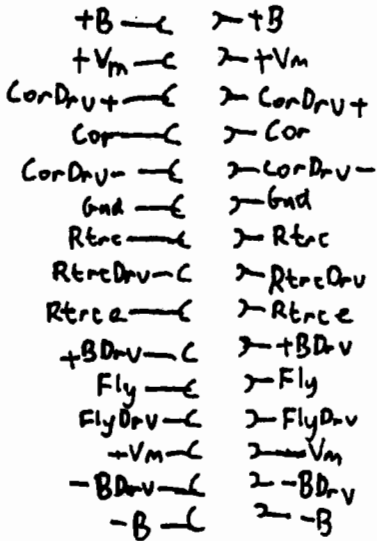 +B +B
+Vm +Vm
CorDrv+ CorDrv+
Cor Cor
CorDrv- CorDrv-
Gnd Gnd
Rtrc Rtrc
RtrcDrv RtrcDrv
Rtrce Rtrce
+BDrv +BDrv
Fly Fly
FlyDrv FlyDrv
+Vm Vm
-BDrv -BDrv
-B -B